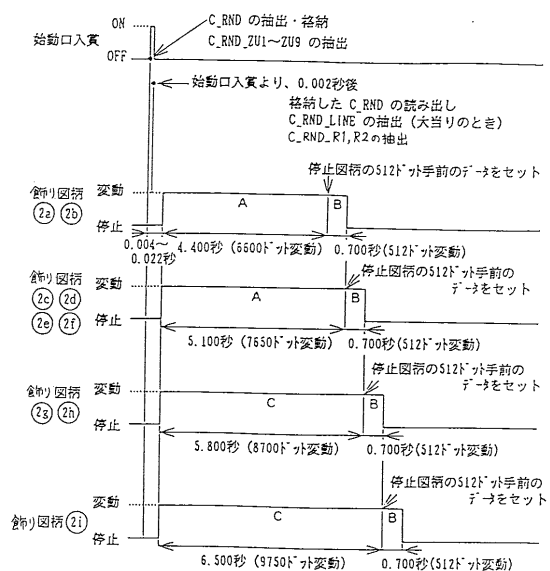 ON
C_RND の抽出・格納
始動口入賞
C_RND_ZU1〜ZU9 の抽出
OFF
始動口入賞より、0.002秒後
格納した C_RND の読み出し
C_RND_LINE の抽出 (大当りのとき)
C_RND_R1,R2の抽出
停止図柄の512ドット手前のデータをセット
飾り図柄 変動
A B
2a 2b
停止
0.004〜 4.400秒 (6600ドット変動) 0.700秒(512ドット変動)
0.022秒
停止図柄の512ドット手前の
データをセット
飾り図柄 変動
2c 2d A B
2e 2f 停止
5.100秒 (7650ドット変動) 0.700秒(512ドット変動)
停止図柄の512ドット手前の
データをセット
飾り図柄 変動
2g 2h C B
停止
5.800秒 (8700ドット変動) 0.700秒(512ドット変動)
停止図柄の512ドット手前の
データをセット
変動
飾り図柄 2i C B
停止
6.500秒 (9750ドット変動) 0.700秒(512ドット変動)